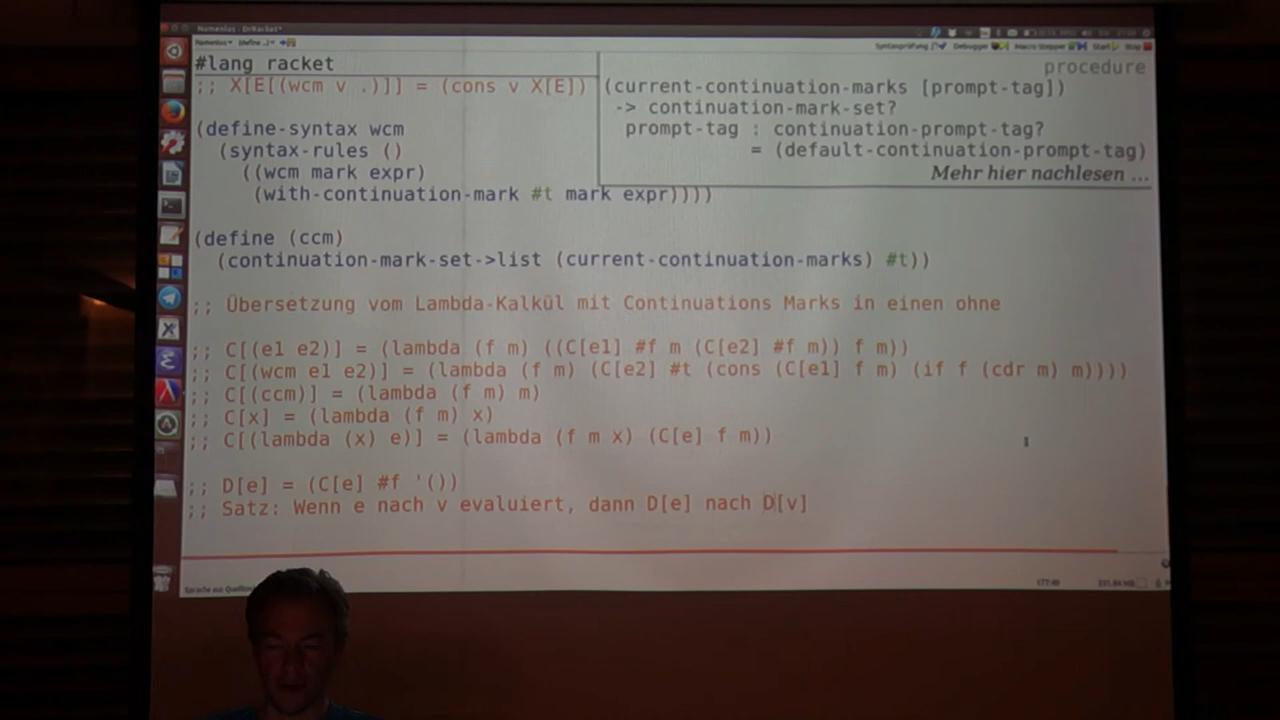 #lang racket
;; X[E[(wcm v .)]] = (cons v X[E])
procedure
(current-continuation-marks [prompt-tag])
-> continuation-mark-set?
prompt-tag : continuation-prompt-tag?
= (default-continuation-prompt-tag)
Mehr hier nachlesen ...
(define-syntax wcm
(syntax-rules ()
((wcm mark expr)
(with-continuation-mark #t mark expr))))
(define (ccm)
(continuation-mark-set->list (current-continuation-marks) #t))
;; Übersetzung vom Lambda-Kalkül mit Continuations Marks in einen ohne
;; C[(e1 e2)] = (lambda (f m) ((C[e1] #f m (C[e2] #f m)) f m))
;; C[(wcm e1 e2)] = (lambda (f m) (C[e2] #t (cons (C[e1] f m) (if f (cdr m) m))))
;; C[(ccm)] = (lambda (f m) m)
;; C[x] = (lambda (f m) x)
;; C[(lambda (x) e)] = (lambda (f m x) (C[e] f m))
;; D[e] = (C[e] #f '())
;; Satz: Wenn e nach v evaluiert, dann D[e] nach D[v]